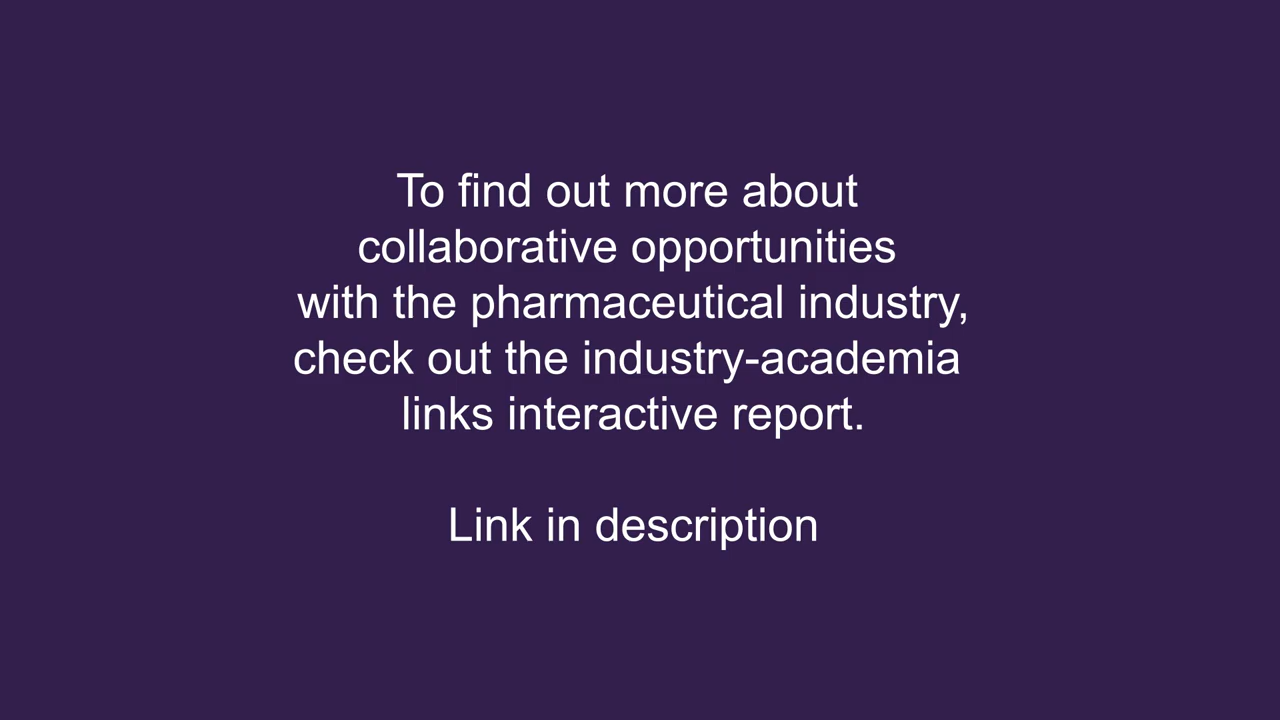 To find out more about
collaborative opportunities
with the pharmaceutical industry,
check out the industry-academia
links interactive report.
Link in description